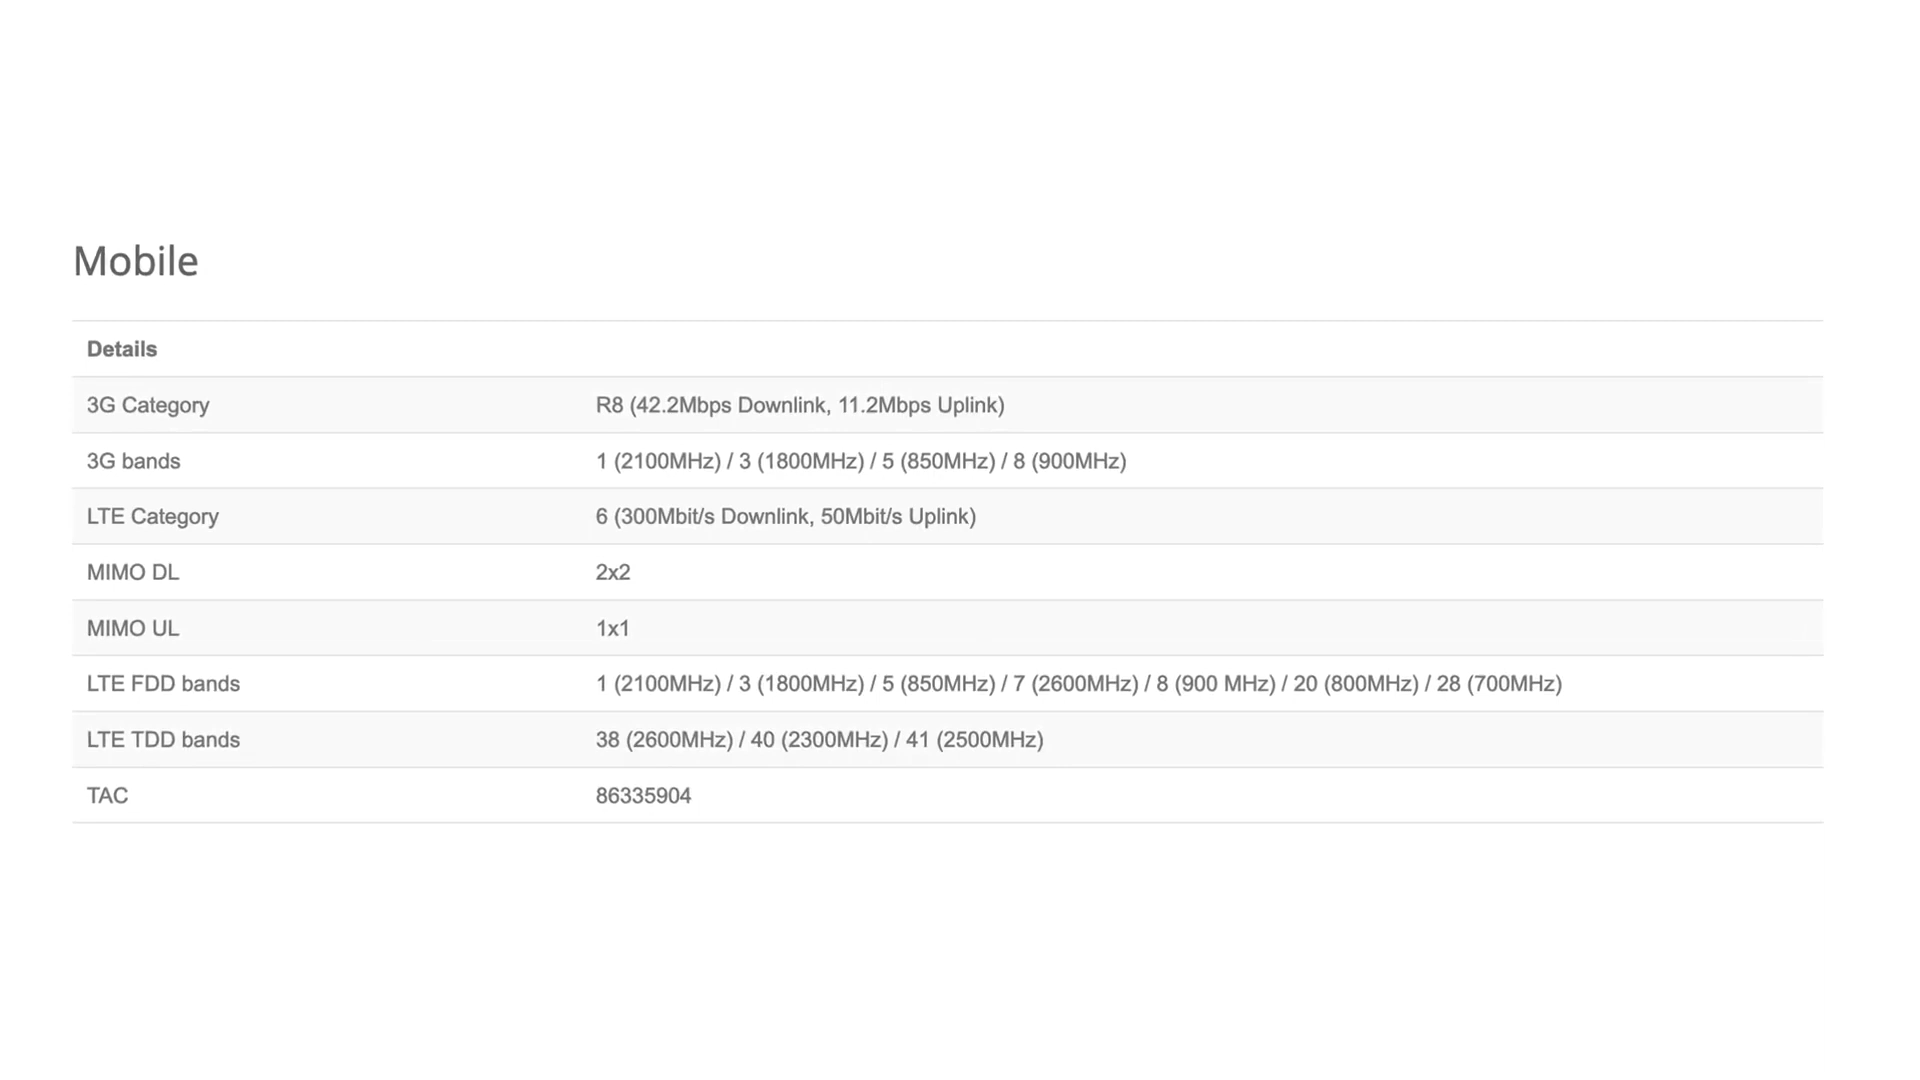 Mobile
Details
3G Category R8 (42.2Mbps Downlink, 11.2Mbps Uplink)
3G bands 1 (2100MHz) / 3 (1800MHz) / 5 (850MHz) / 8 (900MHz)
LTE Category 6 (300Mbit/s Downlink, 50Mbit/s Uplink)
MIMO DL 2x2
MIMO UL 1x1
LTE FDD bands 1 (2100MHz) / 3 (1800MHz) / 5 (850MHz) / 7 (2600MHz) / 8 (900 MHz) / 20 (800MHz) / 28 (700MHz)
LTE TDD bands 38 (2600MHz) / 40 (2300MHz) / 41 (2500MHz)
TAC 86335904